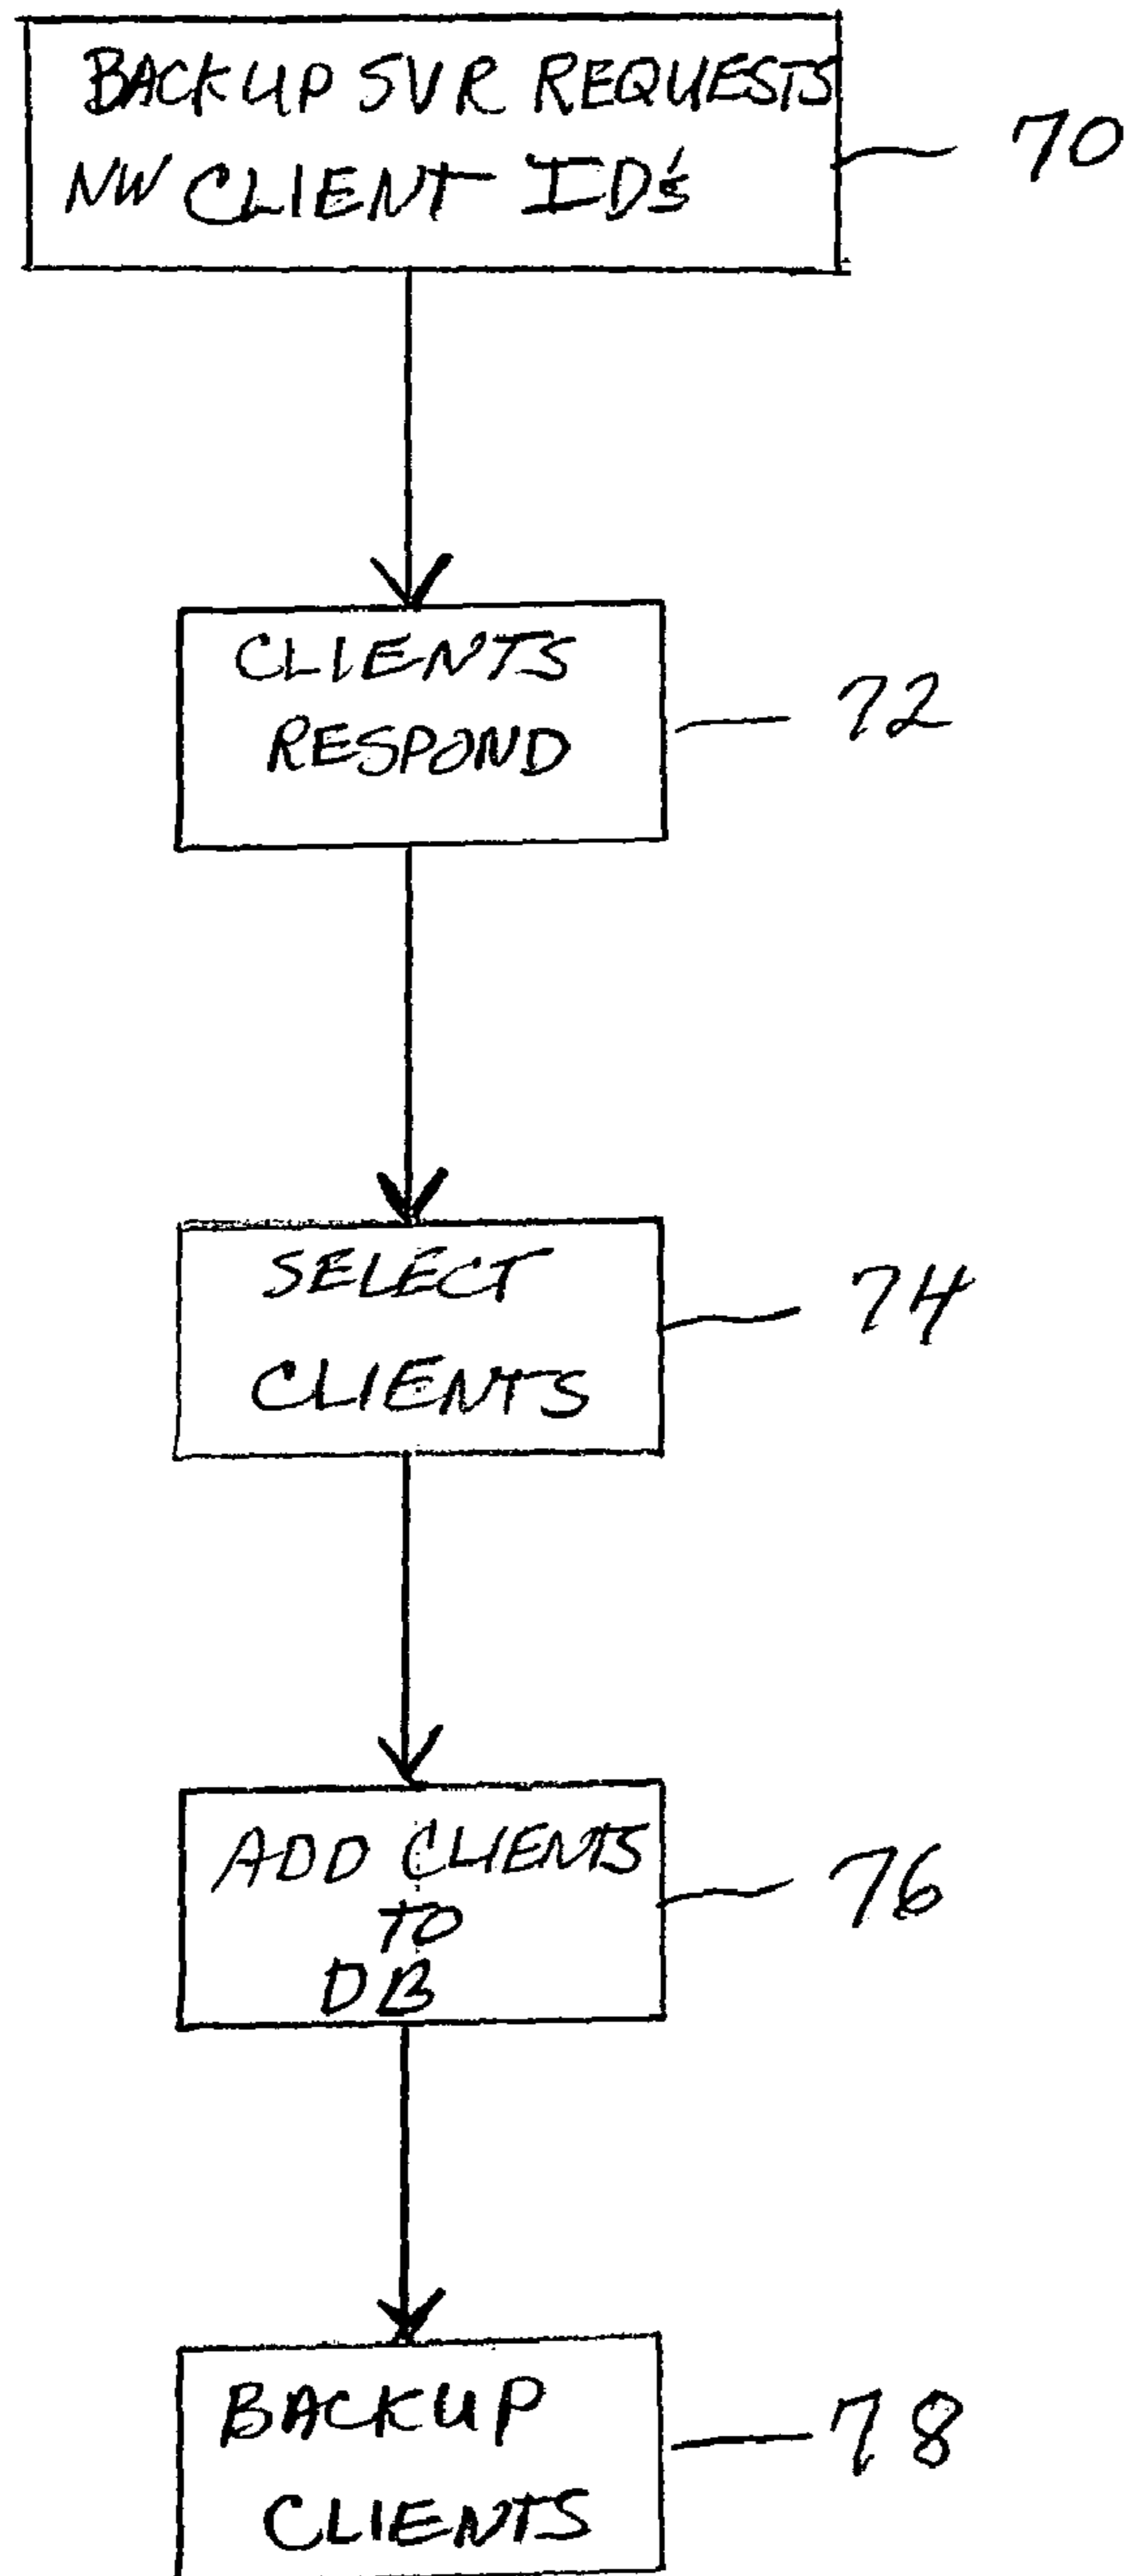 BACKUP SVR REQUESTS
NW CLIENT ID's
70
CLIENTS
RESPOND
72
SELECT
CLIENTS
74
ADD CLIENTS
TO
DB
76
BACKUP
CLIENTS
78